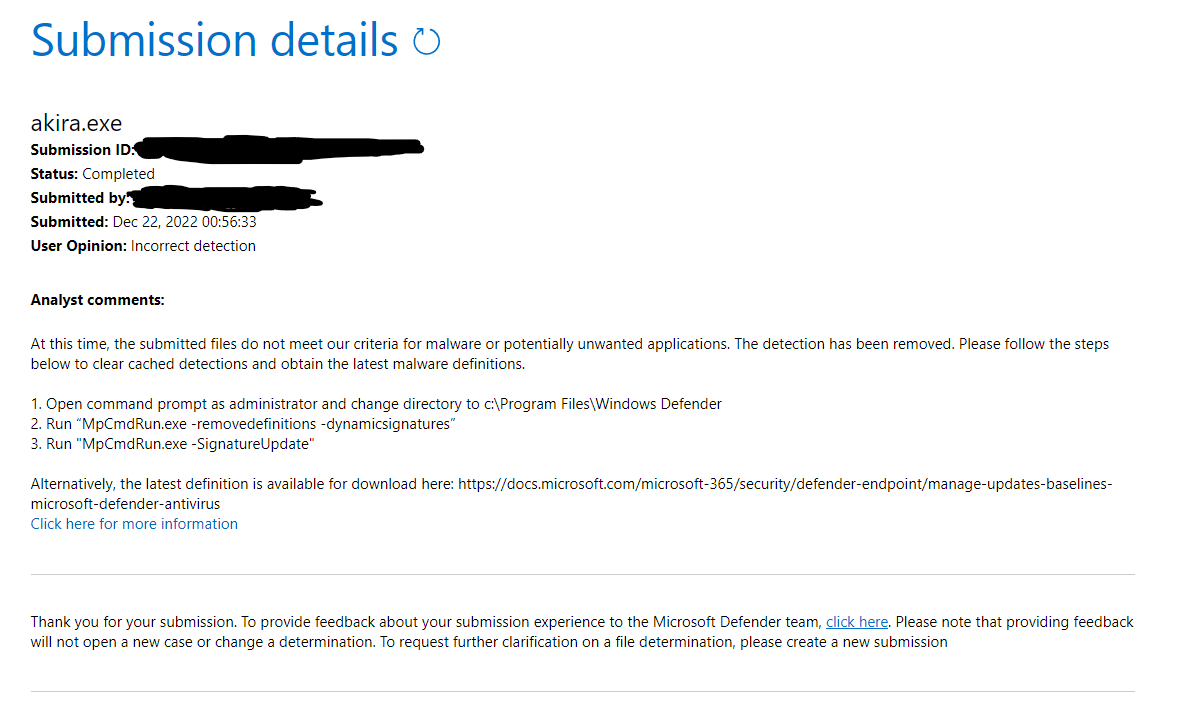 Submission details
akira.exe
Submission ID:
Status: Completed
Submitted by:
Submitted: Dec 22, 2022 00:56:33
User Opinion: Incorrect detection
Analyst comments:
At this time, the submitted files do not meet our criteria for malware or potentially unwanted applications. The detection has been removed. Please follow the steps
below to clear cached detections and obtain the latest malware definitions.
1. Open command prompt as administrator and change directory to c:\Program Files\Windows Defender
2. Run “MpCmdRun.exe -removedefinitions -dynamicsignatures”
3. Run "MpCmdRun.exe -SignatureUpdate"
Alternatively, the latest definition is available for download here: https://docs.microsoft.com/microsoft-365/security/defender-endpoint/manage-updates-baselines-
microsoft-defender-antivirus
Click here for more information
Thank you for your submission. To provide feedback about your submission experience to the Microsoft Defender team, click here. Please note that providing feedback
will not open a new case or change a determination. To request further clarification on a file determination, please create a new submission